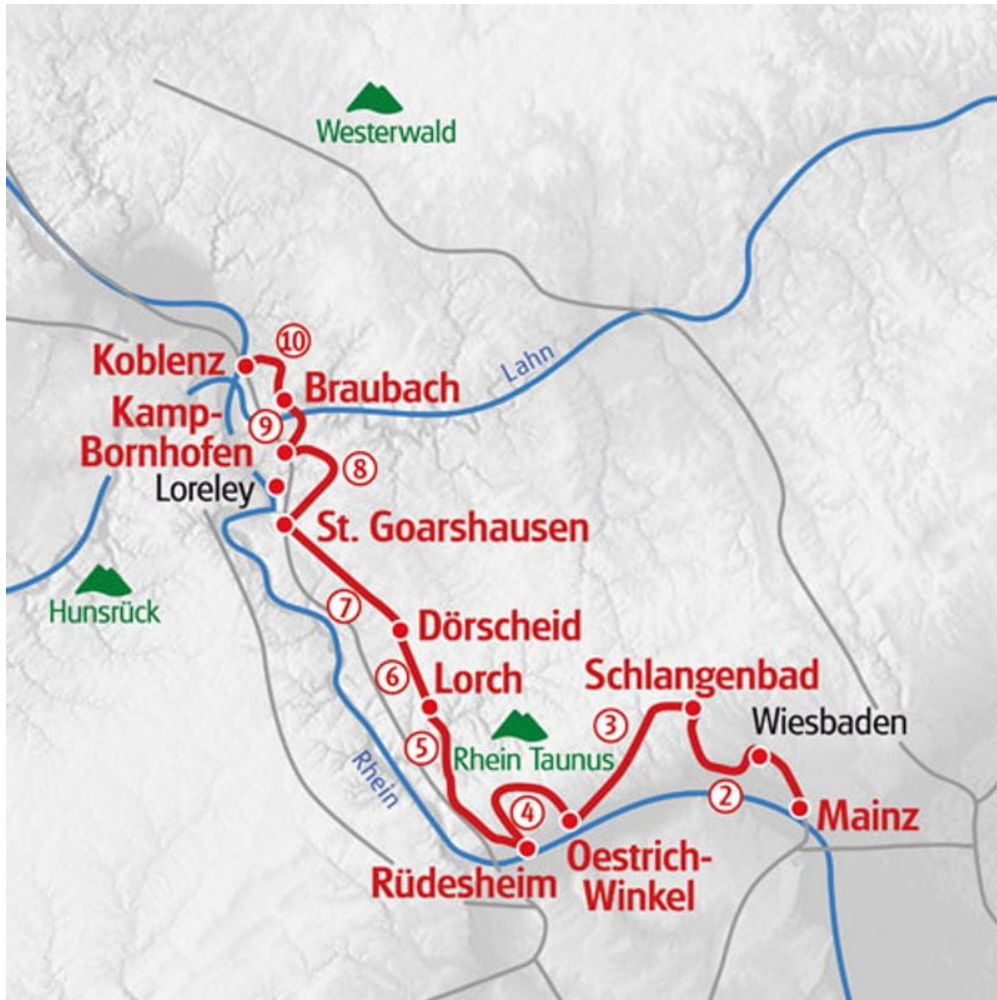 Westerwald
10
Koblenz
Lahn
Braubach
Kamp-
Bornhofen
9
8
Loreley
St. Goarshausen
Hunsrück
7
Dörscheid
6
Lorch
Schlangenbad
3
Wiesbaden
5
Rhein Taunus
Rhein
4
2
Mainz
Rüdesheim
Oestrich-
Winkel